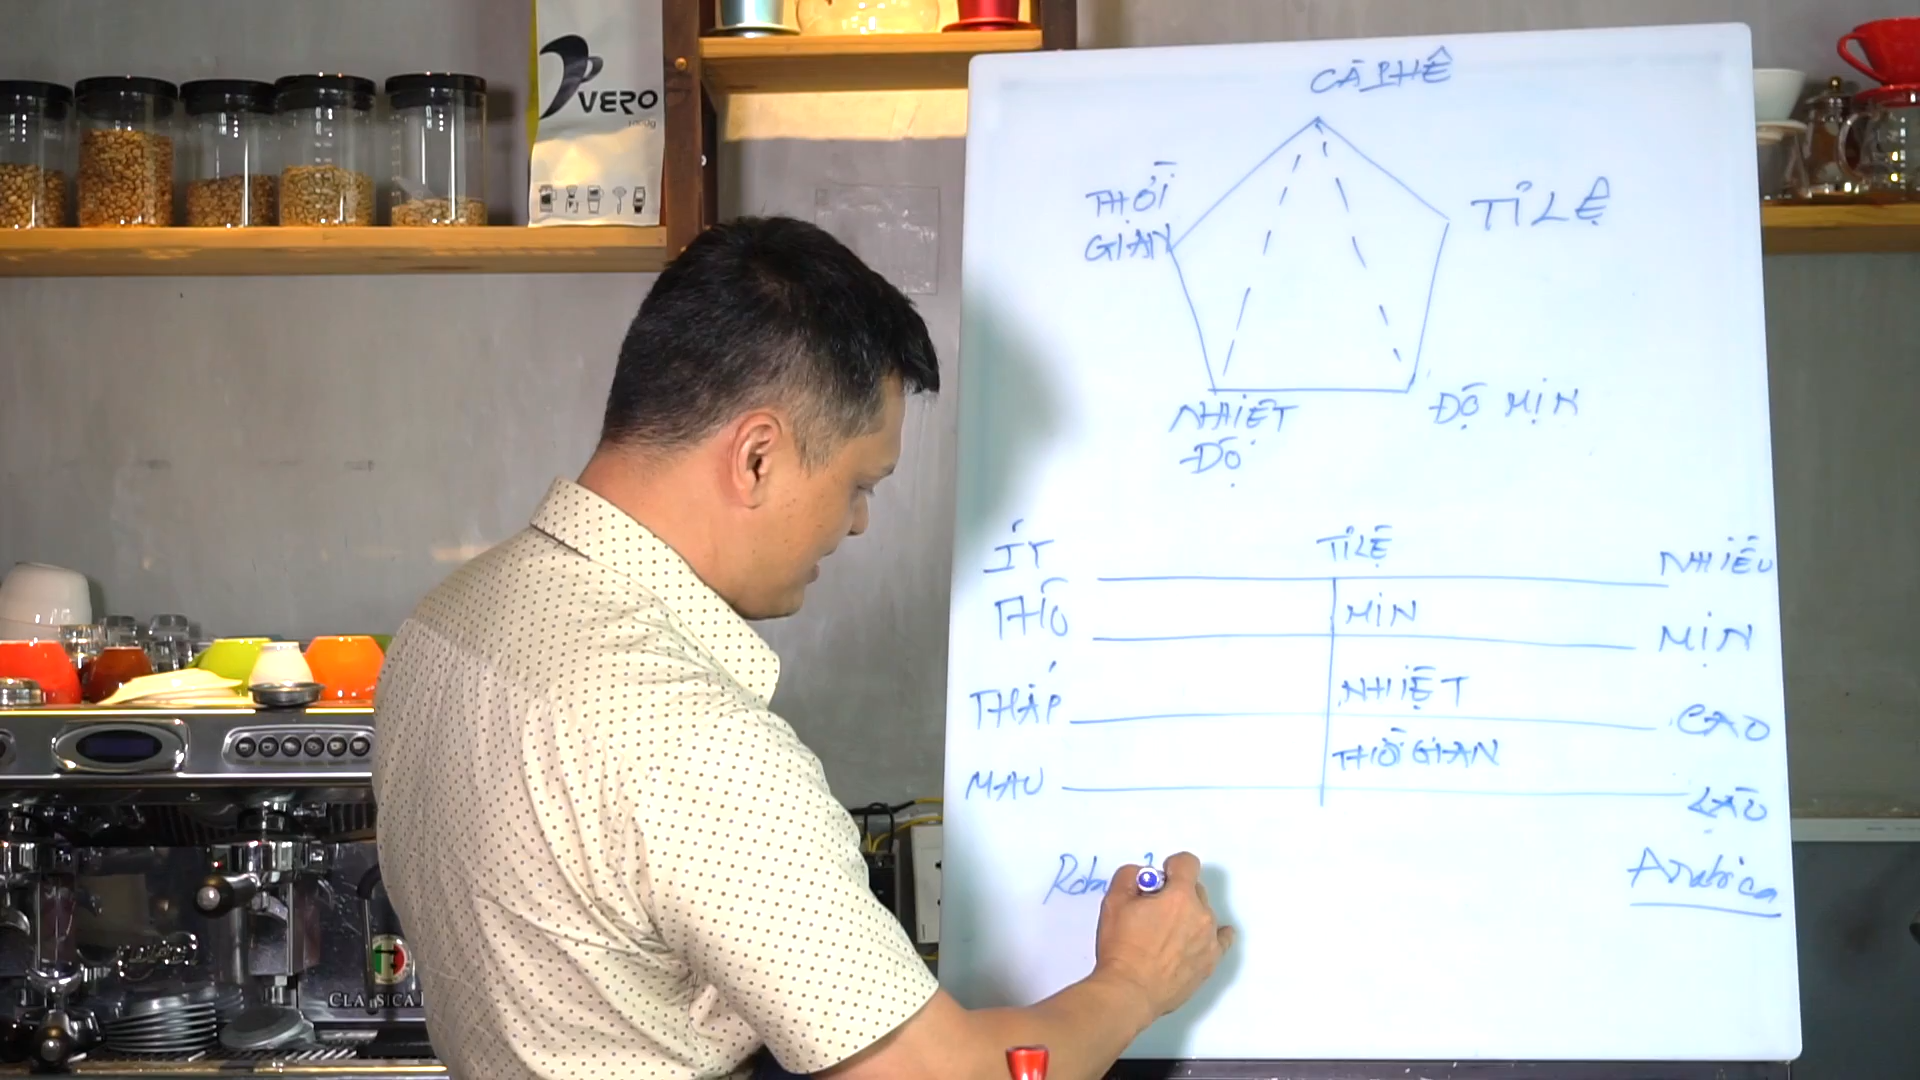 VERO
CÀ PHÊ
THỜI
GIAN
TỈ LỆ
NHIỆT
ĐỘ
ĐỘ MỊN
ÍT TỈ LỆ NHIỀU
THÔ MỊN MỊN
THẤP NHIỆT CAO
MAU THỜI GIAN LÂU
Arabica